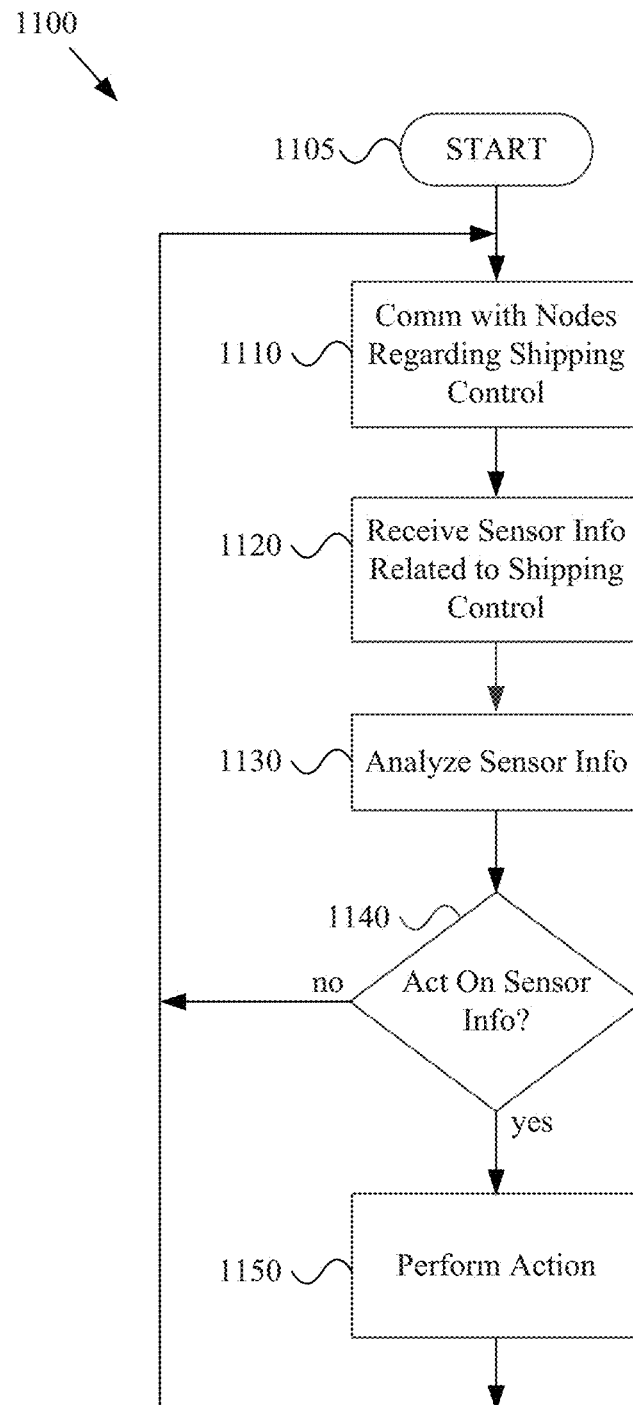 1100
1105
START
Comm with Nodes
1110
Regarding Shipping
Control
1120
Receive Sensor Info
Related to Shipping
Control
1130
Analyze Sensor Info
1140
no
Act On Sensor
Info?
yes
1150
Perform Action